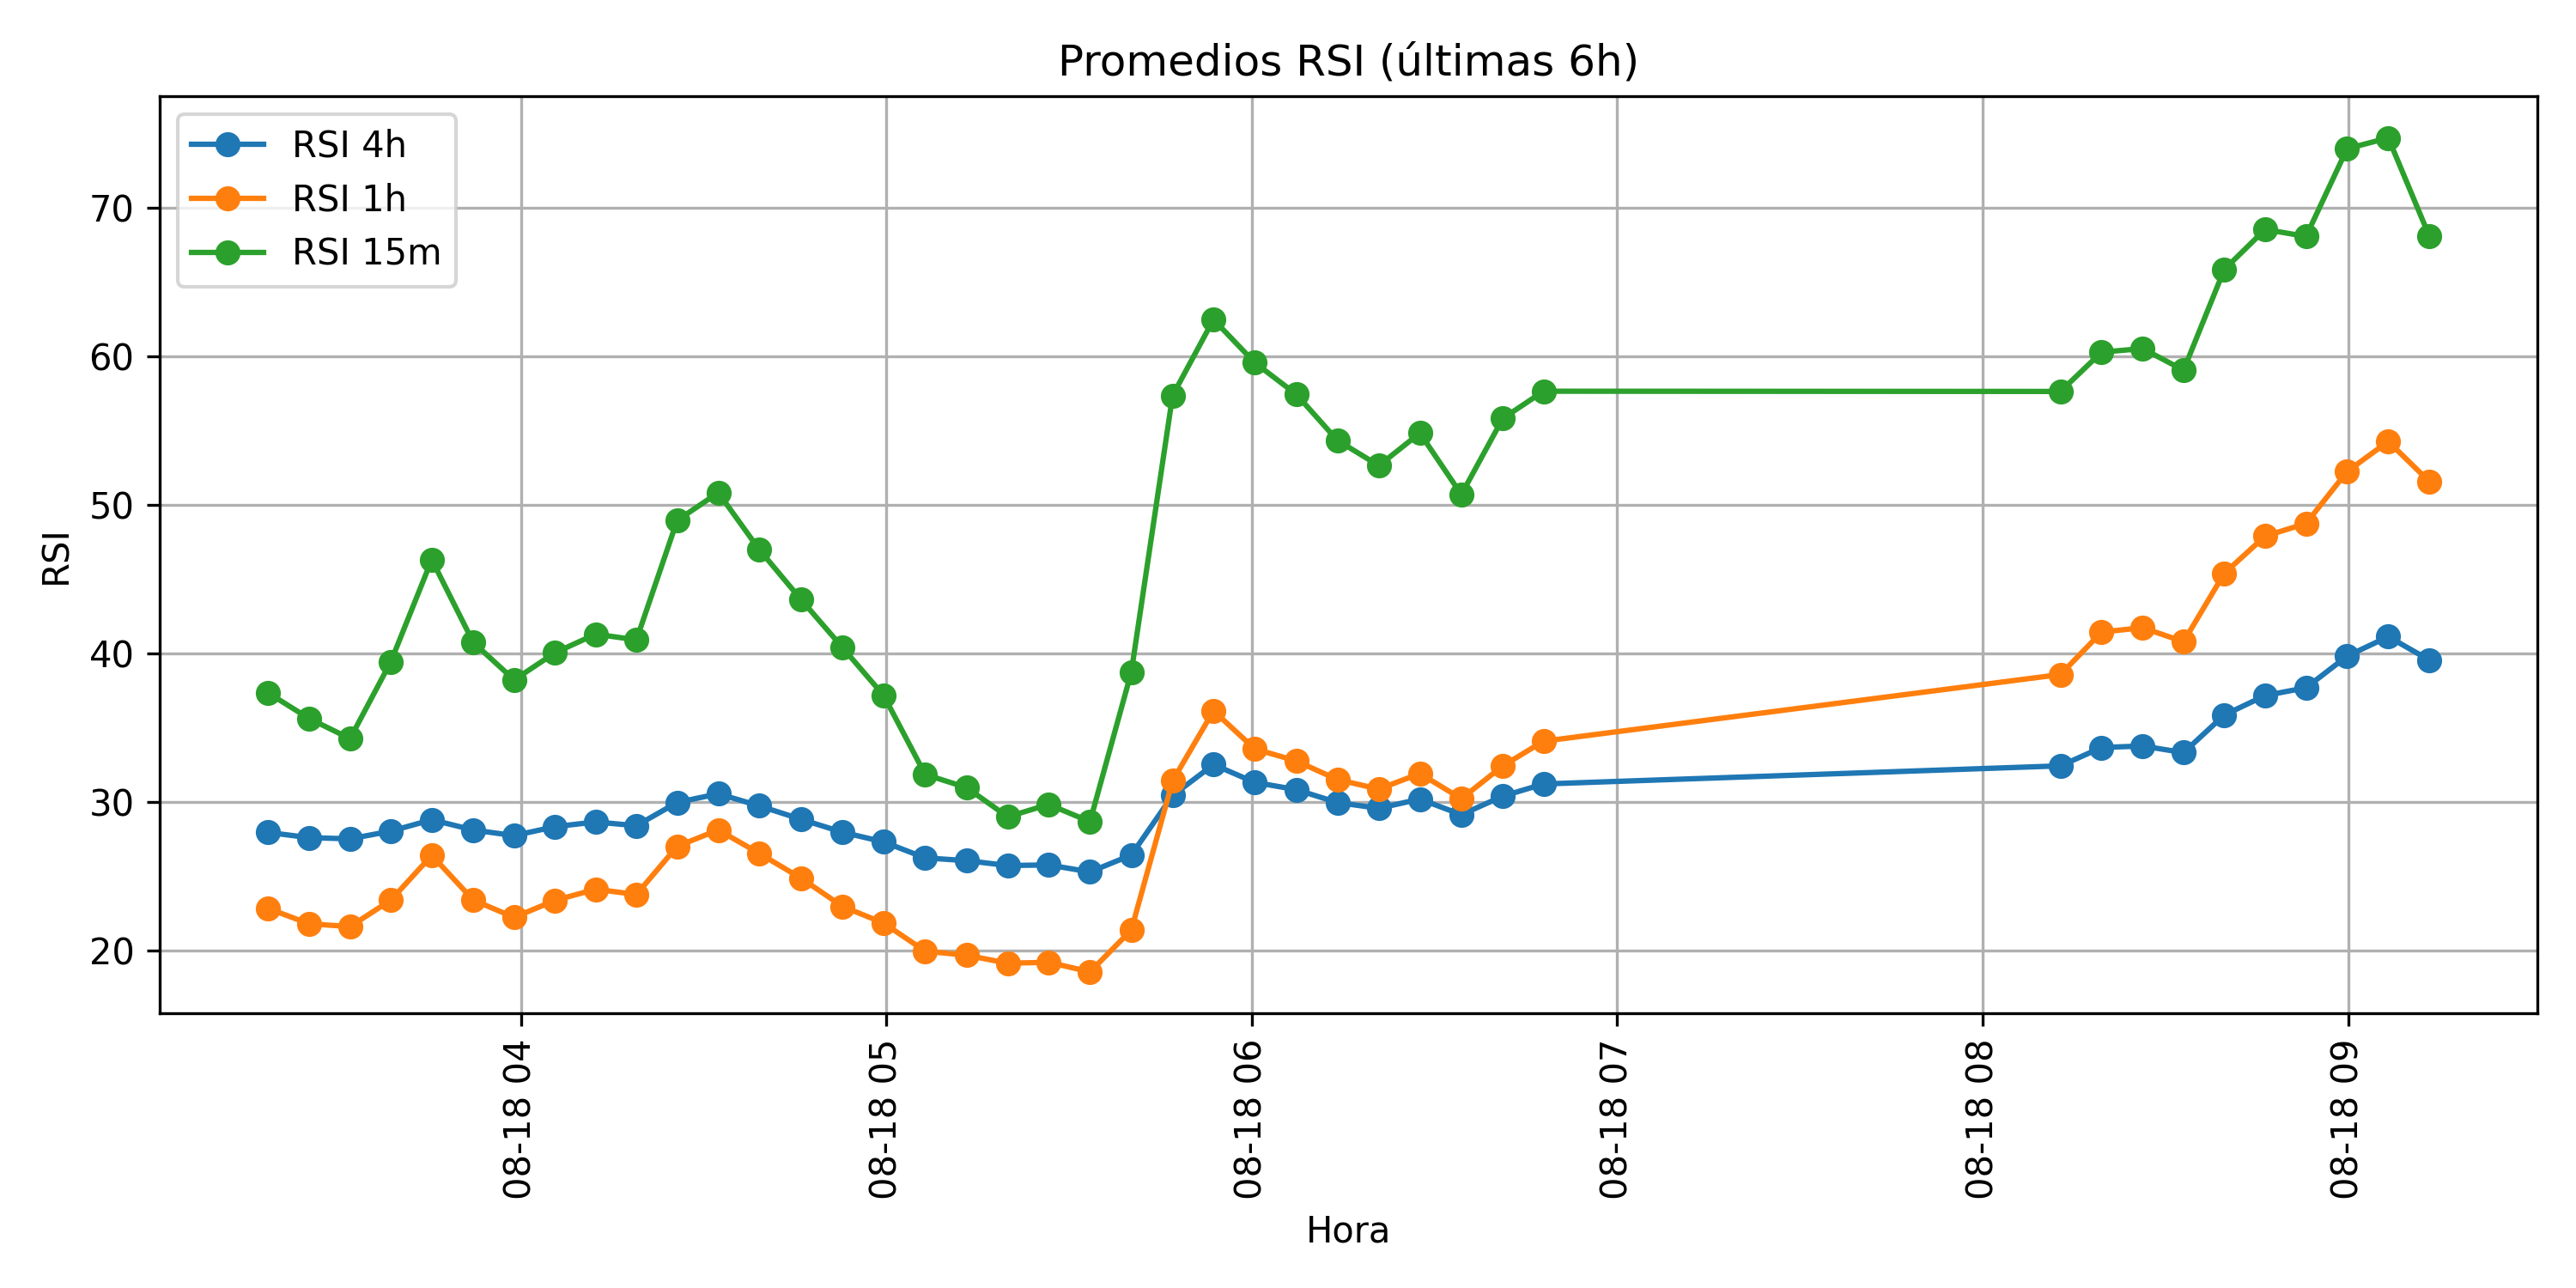 Promedios RSI (últimas 6h)
RSI 4h
RSI 1h
RSI 15m
70
60
50
40
30
20
RSI
08-18 04
08-18 05
08-18 06
08-18 07
08-18 08
08-18 09
Hora